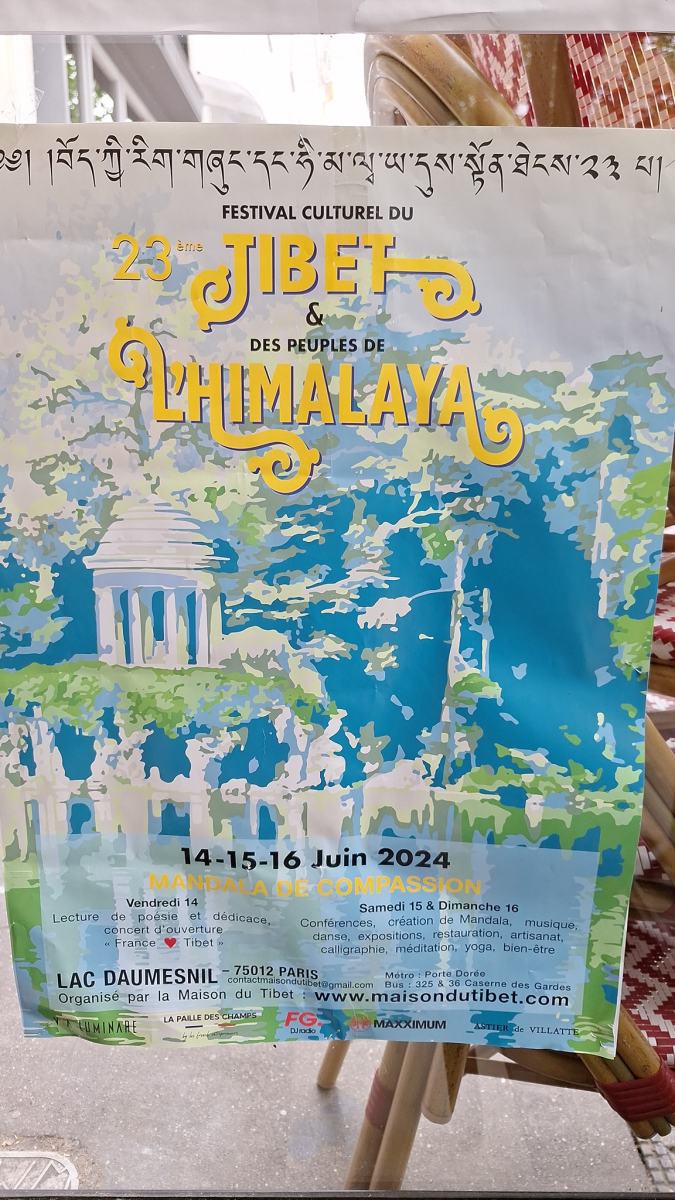 །བོད་ཀྱི་རིག་གཞུང་དང་ཧི་མ་ལྰ་ཡ་དུས་སྟོན་ཐེངས་༢༣ པ།
FESTIVAL CULTUREL DU
23ème TIBET
&
DES PEUPLES DE
L'HIMALAYA
14-15-16 Juin 2024
MANDALA DE COMPASSION
Vendredi 14
Lecture de poésie et dédicace,
concert d'ouverture
« France ♥ Tibet »
Samedi 15 & Dimanche 16
Conférences, création de Mandala, musique,
danse, expositions, restauration, artisanat,
calligraphie, méditation, yoga, bien-être
LAC DAUMESNIL – 75012 PARIS
contactmaisondutibet@gmail.com
Métro : Porte Dorée
Bus : 325 & 36 Caserne des Gardes
Organisé par la Maison du Tibet : www.maisondutibet.com
LUMINARE
LA PAILLE DES CHAMPS
FG.
DJ radio
MAXXIMUM
ASTIER de VILLATTE